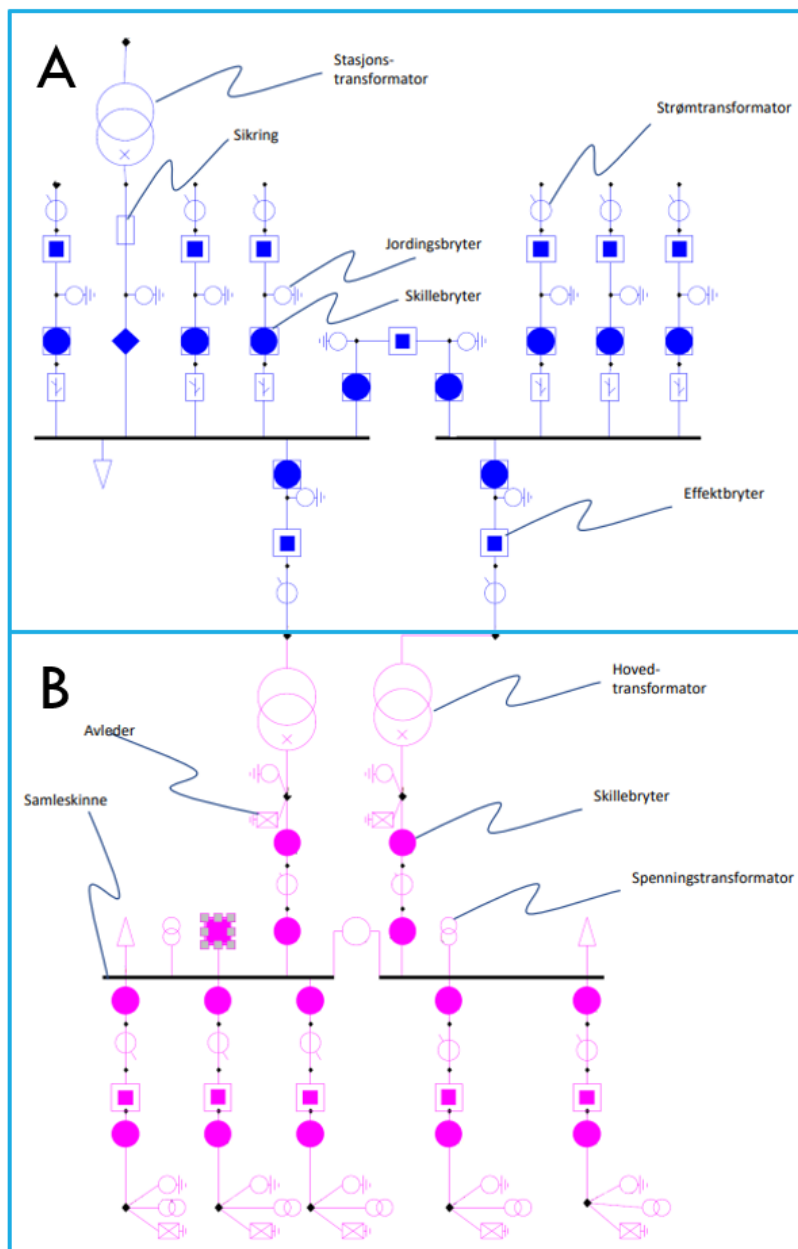 A
Stasjons-
transformator
Strømtransformator
Sikring
Jordingsbryter
Skillebryter
Effektbryter
B
Hoved-
transformator
Avleder
Samleskinne
Skillebryter
Spenningstransformator